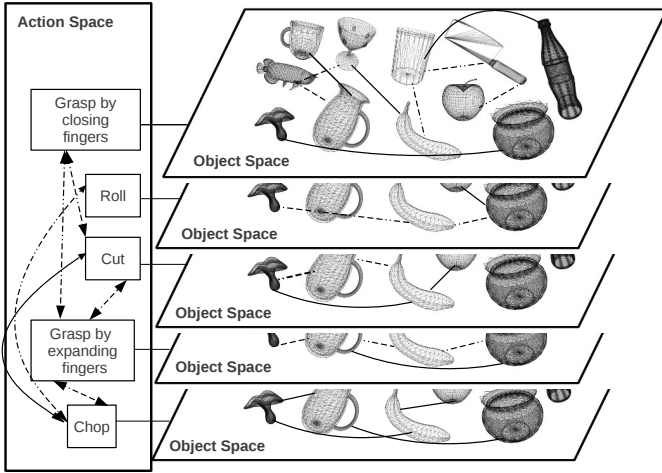 Action Space
Grasp by
closing
fingers
Object Space
Roll
Object Space
Cut
Object Space
Grasp by
expanding
fingers
Object Space
Chop
Object Space